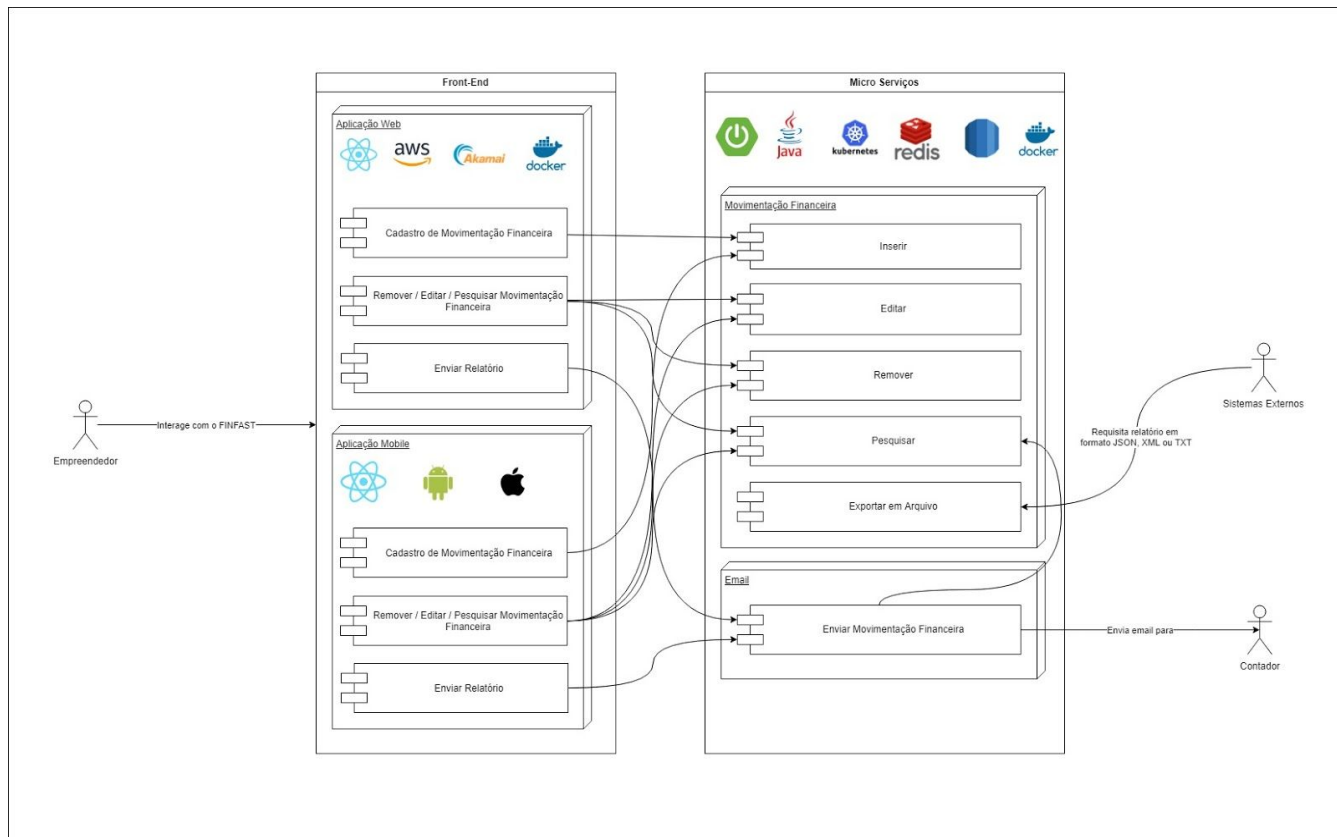 Front-End
Aplicação Web
aws
Akamai
docker
Cadastro de Movimentação Financeira
Remover / Editar / Pesquisar Movimentação
Financeira
Enviar Relatório
Aplicação Mobile
Cadastro de Movimentação Financeira
Remover / Editar / Pesquisar Movimentação
Financeira
Enviar Relatório
Empreendedor
Interage com o FINFAST
Micro Serviços
Java
kubernetes
redis
docker
Movimentação Financeira
Inserir
Editar
Remover
Pesquisar
Exportar em Arquivo
Email
Enviar Movimentação Financeira
Sistemas Externos
Requisita relatório em
formato JSON, XML ou TXT
Envia email para
Contador